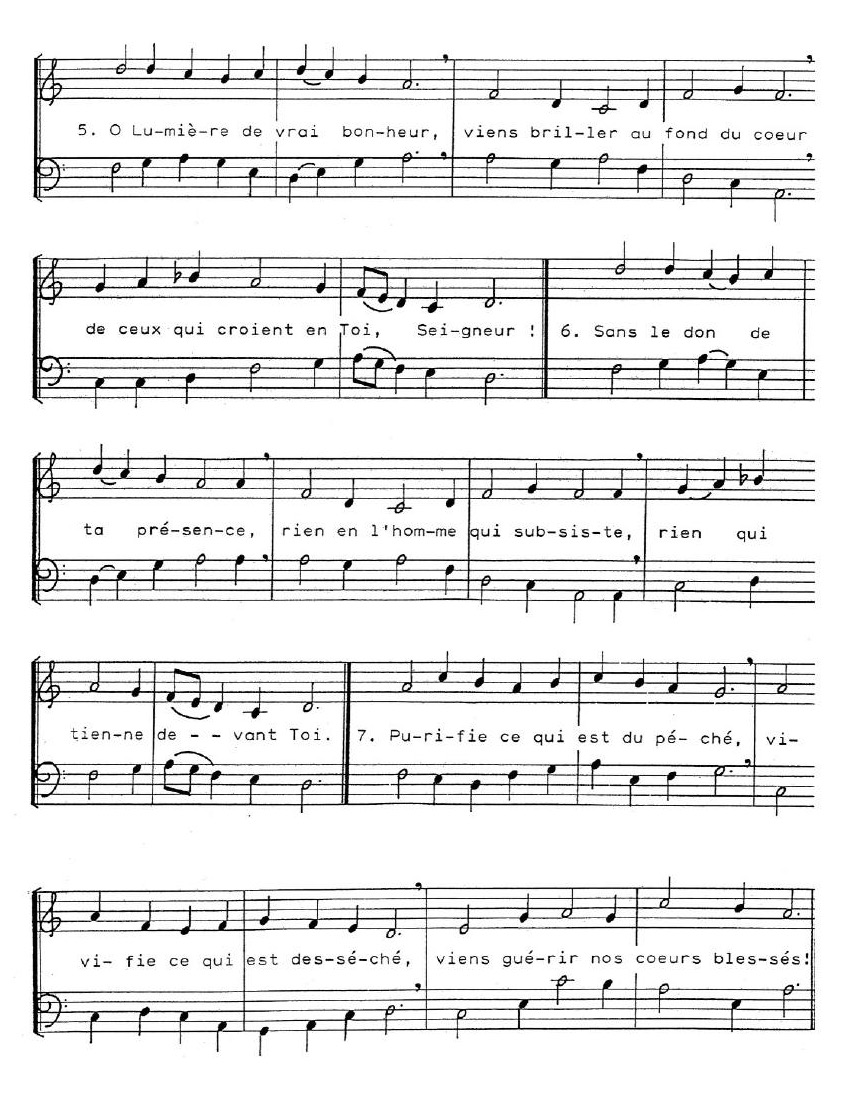 5. O Lu-miè-re de vrai bon-heur, viens bril-ler au fond du coeur
de ceux qui croient en Toi, Sei-gneur ! 6. Sans le don de
ta pré-sen-ce, rien en l'hom-me qui sub-sis-te, rien qui
tien-ne de - - vant Toi. 7. Pu-ri-fie ce qui est du pé- ché, vi-
vi- fie ce qui est des-sé-ché, viens gué-rir nos coeurs bles-sés!